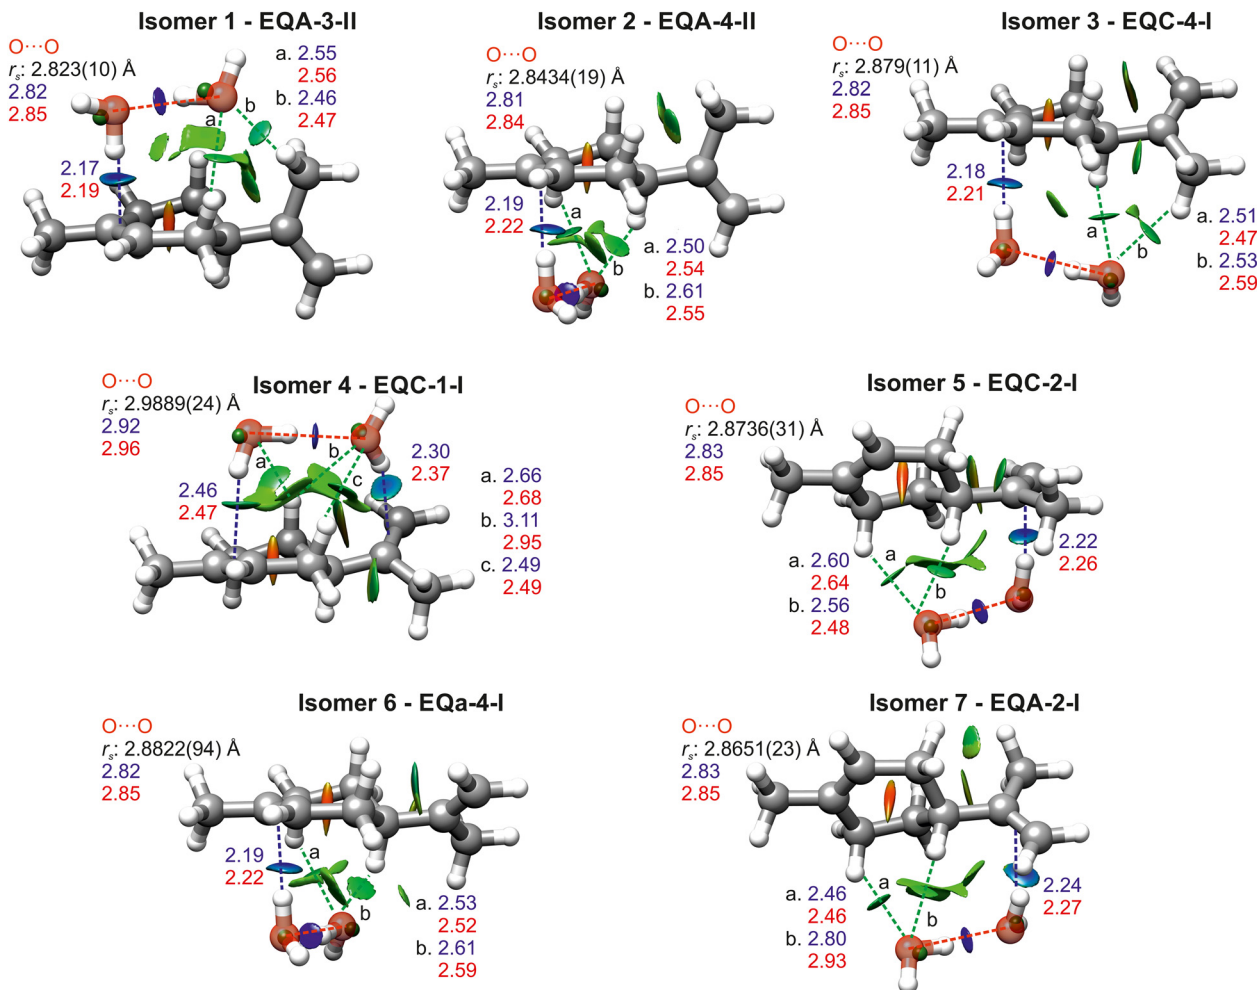 Isomer 1 - EQA-3-II
O···O
rs: 2.823(10) Å
2.82
2.85
a. 2.55
2.56
b. 2.46
2.47
a
b
2.17
2.19
Isomer 2 - EQA-4-II
O···O
rs: 2.8434(19) Å
2.81
2.84
2.19
2.22
a
b
a. 2.50
2.54
b. 2.61
2.55
Isomer 3 - EQC-4-I
O···O
rs: 2.879(11) Å
2.82
2.85
2.18
2.21
a
b
a. 2.51
2.47
b. 2.53
2.59
Isomer 4 - EQC-1-I
O···O
rs: 2.9889(24) Å
2.92
2.96
a
b
c
2.30
2.37
2.46
2.47
a. 2.66
2.68
b. 3.11
2.95
c. 2.49
2.49
Isomer 5 - EQC-2-I
O···O
rs: 2.8736(31) Å
2.83
2.85
a
b
2.22
2.26
a. 2.60
2.64
b. 2.56
2.48
Isomer 6 - EQa-4-I
O···O
rs: 2.8822(94) Å
2.82
2.85
2.19
2.22
a
b
a. 2.53
2.52
b. 2.61
2.59
Isomer 7 - EQA-2-I
O···O
rs: 2.8651(23) Å
2.83
2.85
a
b
2.24
2.27
a. 2.46
2.46
b. 2.80
2.93